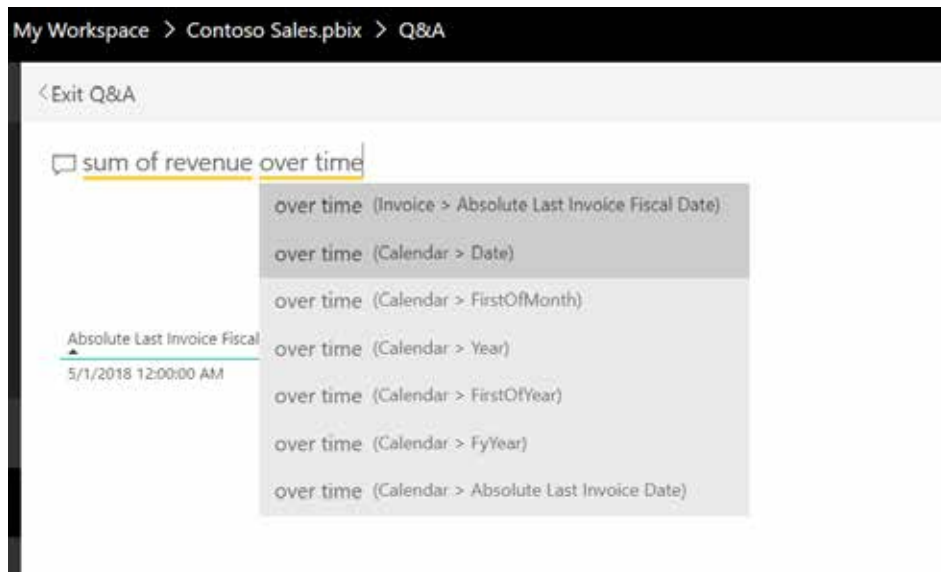 My Workspace > Contoso Sales.pbix > Q&A
<Exit Q&A
sum of revenue over time
over time (Invoice > Absolute Last Invoice Fiscal Date)
over time (Calendar > Date)
over time (Calendar > FirstOfMonth)
Absolute Last Invoice Fiscal
over time (Calendar > Year)
5/1/2018 12:00:00 AM
over time (Calendar > FirstOfYear)
over time (Calendar > FyYear)
over time (Calendar > Absolute Last Invoice Date)